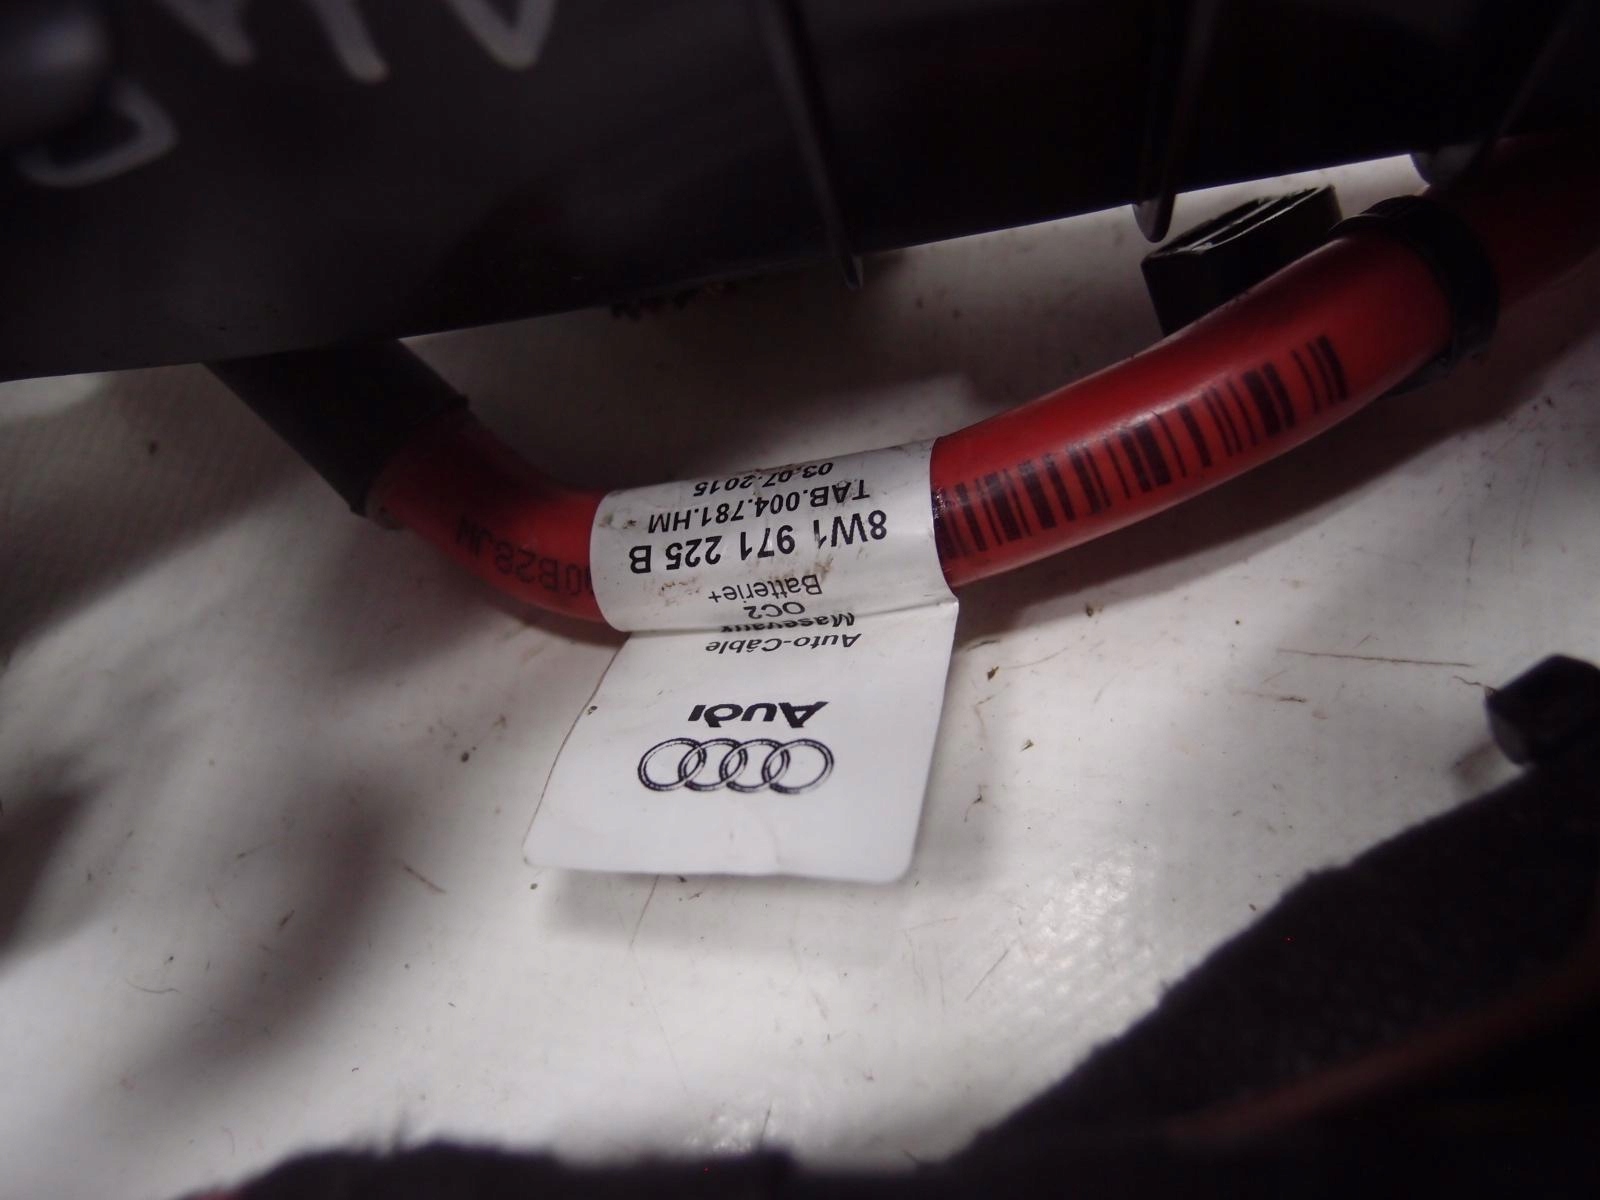 Audi
Auto-Câble
Masevaux
OC2
Batterie+
8W1 971 225 B
TAB.004.781.HM
03.07.2015